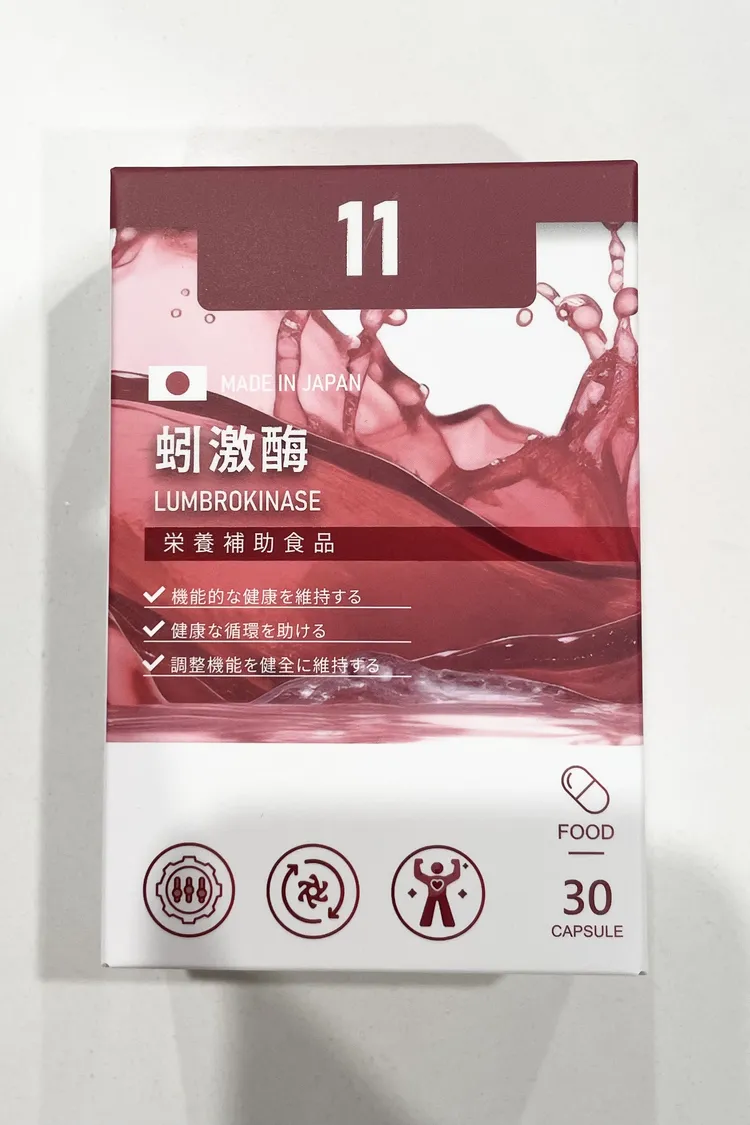 11
MADE IN JAPAN
蚓激酶
LUMBROKINASE
栄養補助食品
機能的な健康を維持する
健康な循環を助ける
調整機能を健全に維持する
FOOD
30
CAPSULE